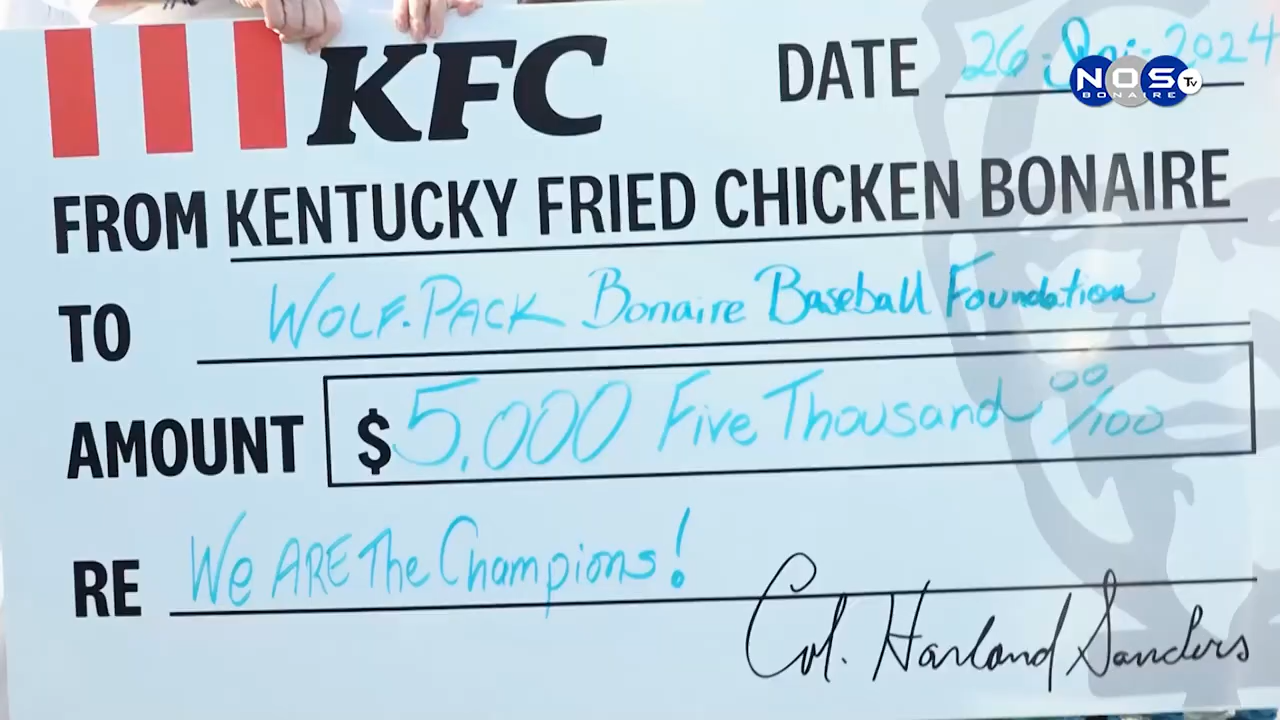 KFC DATE 26 2024
NOS TV
BONAIRE
FROM KENTUCKY FRIED CHICKEN BONAIRE
TO WOLF.PACK Bonaire Baseball Foundation
AMOUNT $5,000 Five Thousand 00/100
RE We ARE The Champions!
Col. Harland Sanders